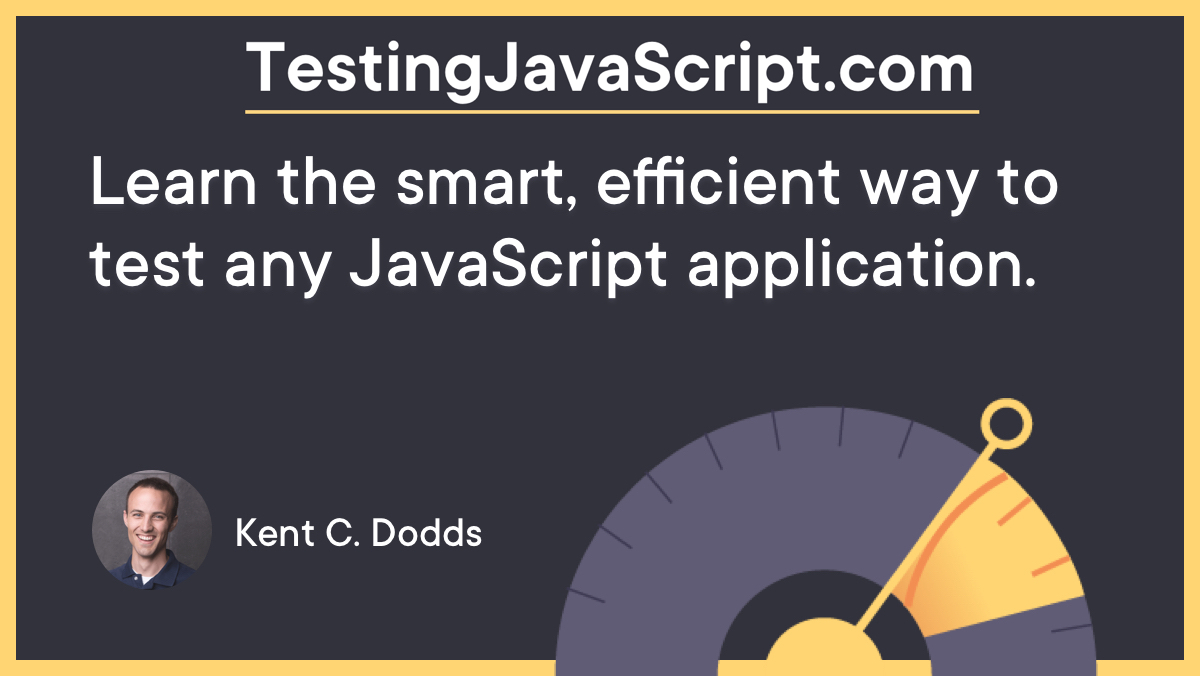 TestingJavaScript.com
Learn the smart, efficient way to
test any JavaScript application.
Kent C. Dodds